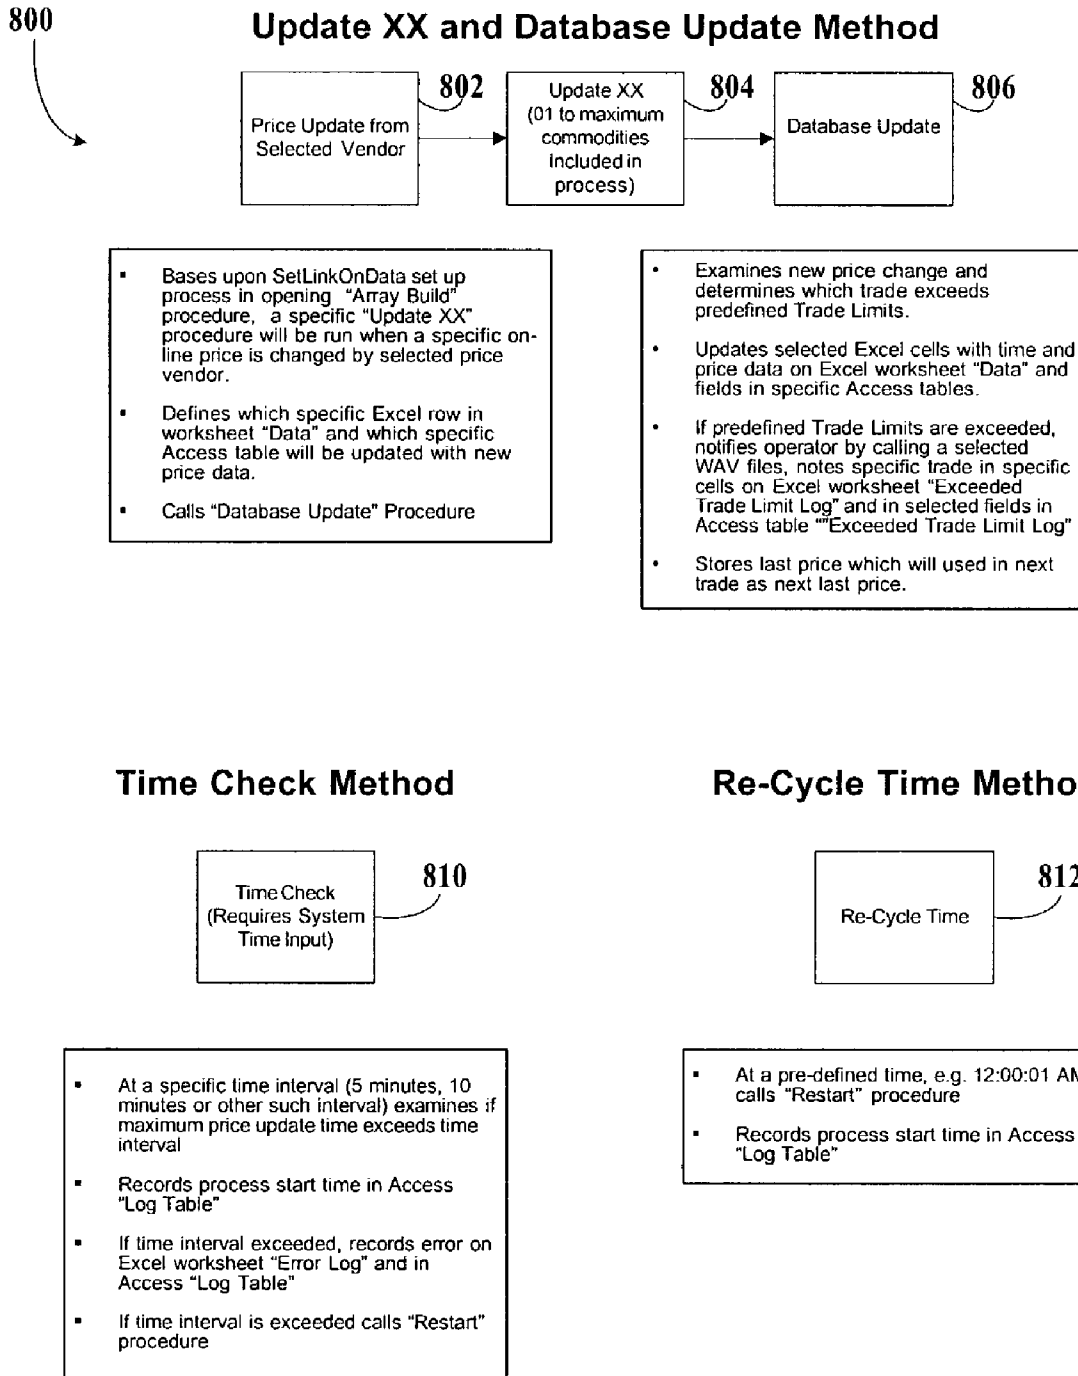 800
Update XX and Database Update Method
802
804
806
Price Update from
Selected Vendor
Update XX
(01 to maximum
commodities
included in
process)
Database Update
▪ Bases upon SetLinkOnData set up
process in opening "Array Build"
procedure, a specific "Update XX"
procedure will be run when a specific on-
line price is changed by selected price
vendor.
▪ Defines which specific Excel row in
worksheet "Data" and which specific
Access table will be updated with new
price data.
▪ Calls "Database Update" Procedure
• Examines new price change and
determines which trade exceeds
predefined Trade Limits.
• Updates selected Excel cells with time and
price data on Excel worksheet "Data" and
fields in specific Access tables.
• If predefined Trade Limits are exceeded,
notifies operator by calling a selected
WAV files, notes specific trade in specific
cells on Excel worksheet "Exceeded
Trade Limit Log" and in selected fields in
Access table ""Exceeded Trade Limit Log"
• Stores last price which will used in next
trade as next last price.
Time Check Method
810
Time Check
(Requires System
Time Input)
▪ At a specific time interval (5 minutes, 10
minutes or other such interval) examines if
maximum price update time exceeds time
interval
▪ Records process start time in Access
"Log Table"
▪ If time interval exceeded, records error on
Excel worksheet "Error Log" and in
Access "Log Table"
▪ If time interval is exceeded calls "Restart"
procedure
Re-Cycle Time Metho
812
Re-Cycle Time
▪ At a pre-defined time, e.g. 12:00:01 AM
calls "Restart" procedure
▪ Records process start time in Access
"Log Table"